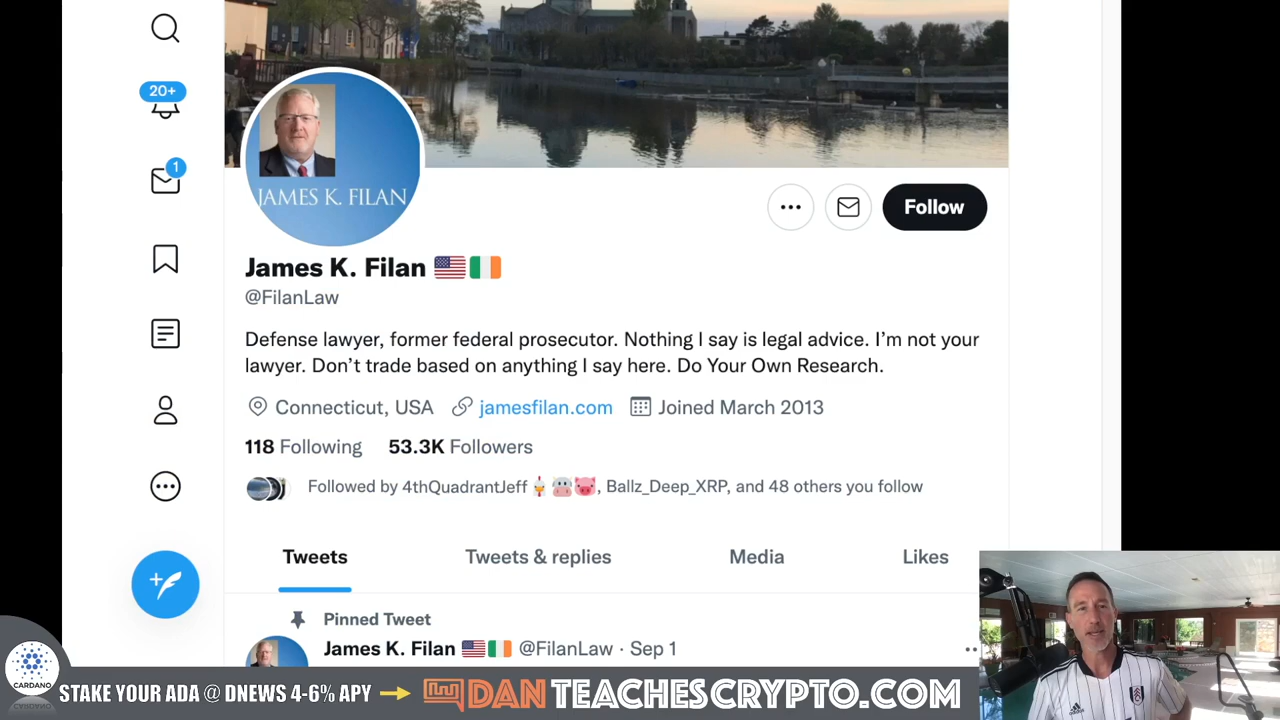 20+
1
JAMES K. FILAN
Follow
James K. Filan
@FilanLaw
Defense lawyer, former federal prosecutor. Nothing I say is legal advice. I'm not your
lawyer. Don't trade based on anything I say here. Do Your Own Research.
Connecticut, USA jamesfilan.com Joined March 2013
118 Following 53.3K Followers
Followed by 4thQuadrantJeff, Ballz_Deep_XRP, and 48 others you follow
Tweets Tweets & replies Media Likes
Pinned Tweet
James K. Filan @FilanLaw · Sep 1
CARDANO
STAKE YOUR ADA @ DNEWS 4-6% APY → DANTEACHESCRYPTO.COM
adidas